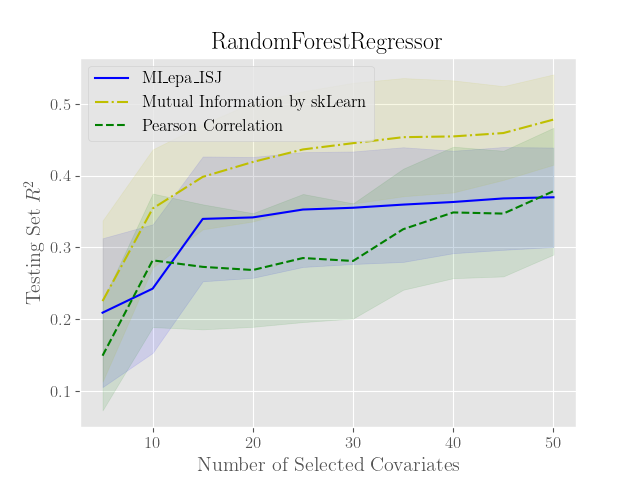 RandomForestRegressor
MI_epa_ISJ
Mutual Information by skLearn
Pearson Correlation
0.5
0.4
0.3
0.2
0.1
Testing Set R²
10 20 30 40 50
Number of Selected Covariates